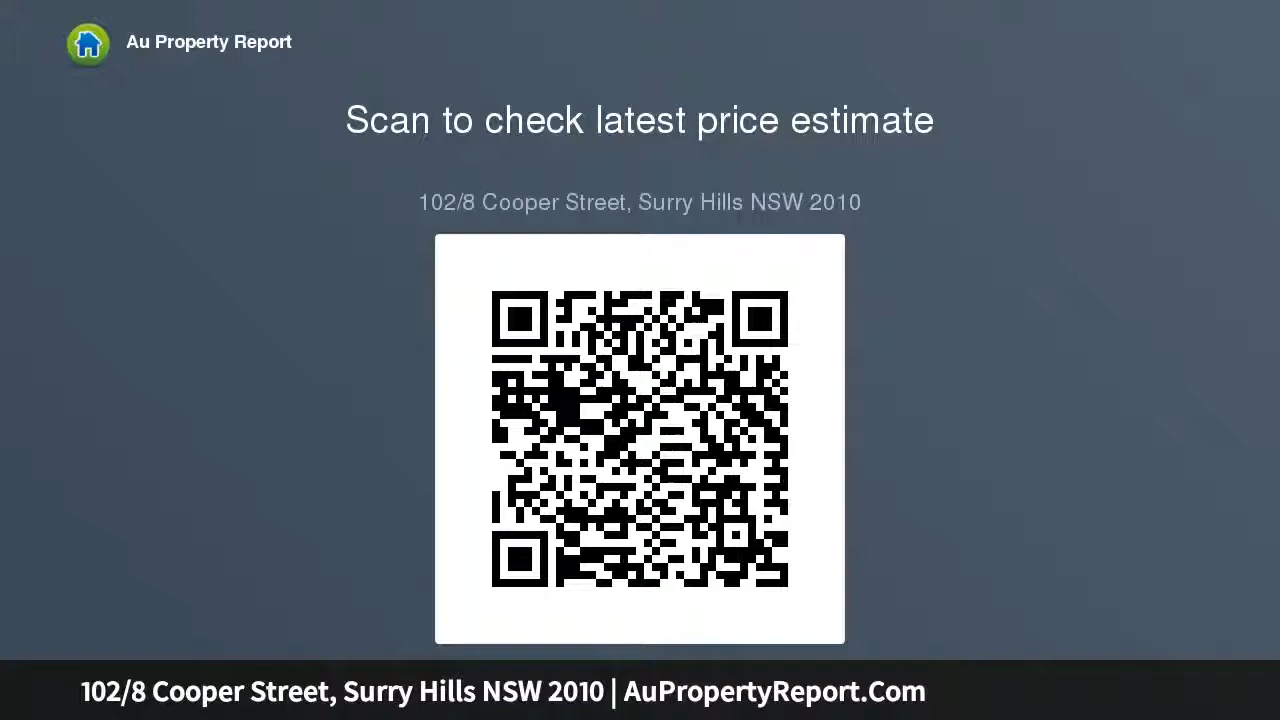 Au Property Report
Scan to check latest price estimate
102/8 Cooper Street, Surry Hills NSW 2010
102/8 Cooper Street, Surry Hills NSW 2010 | AuPropertyReport.Com